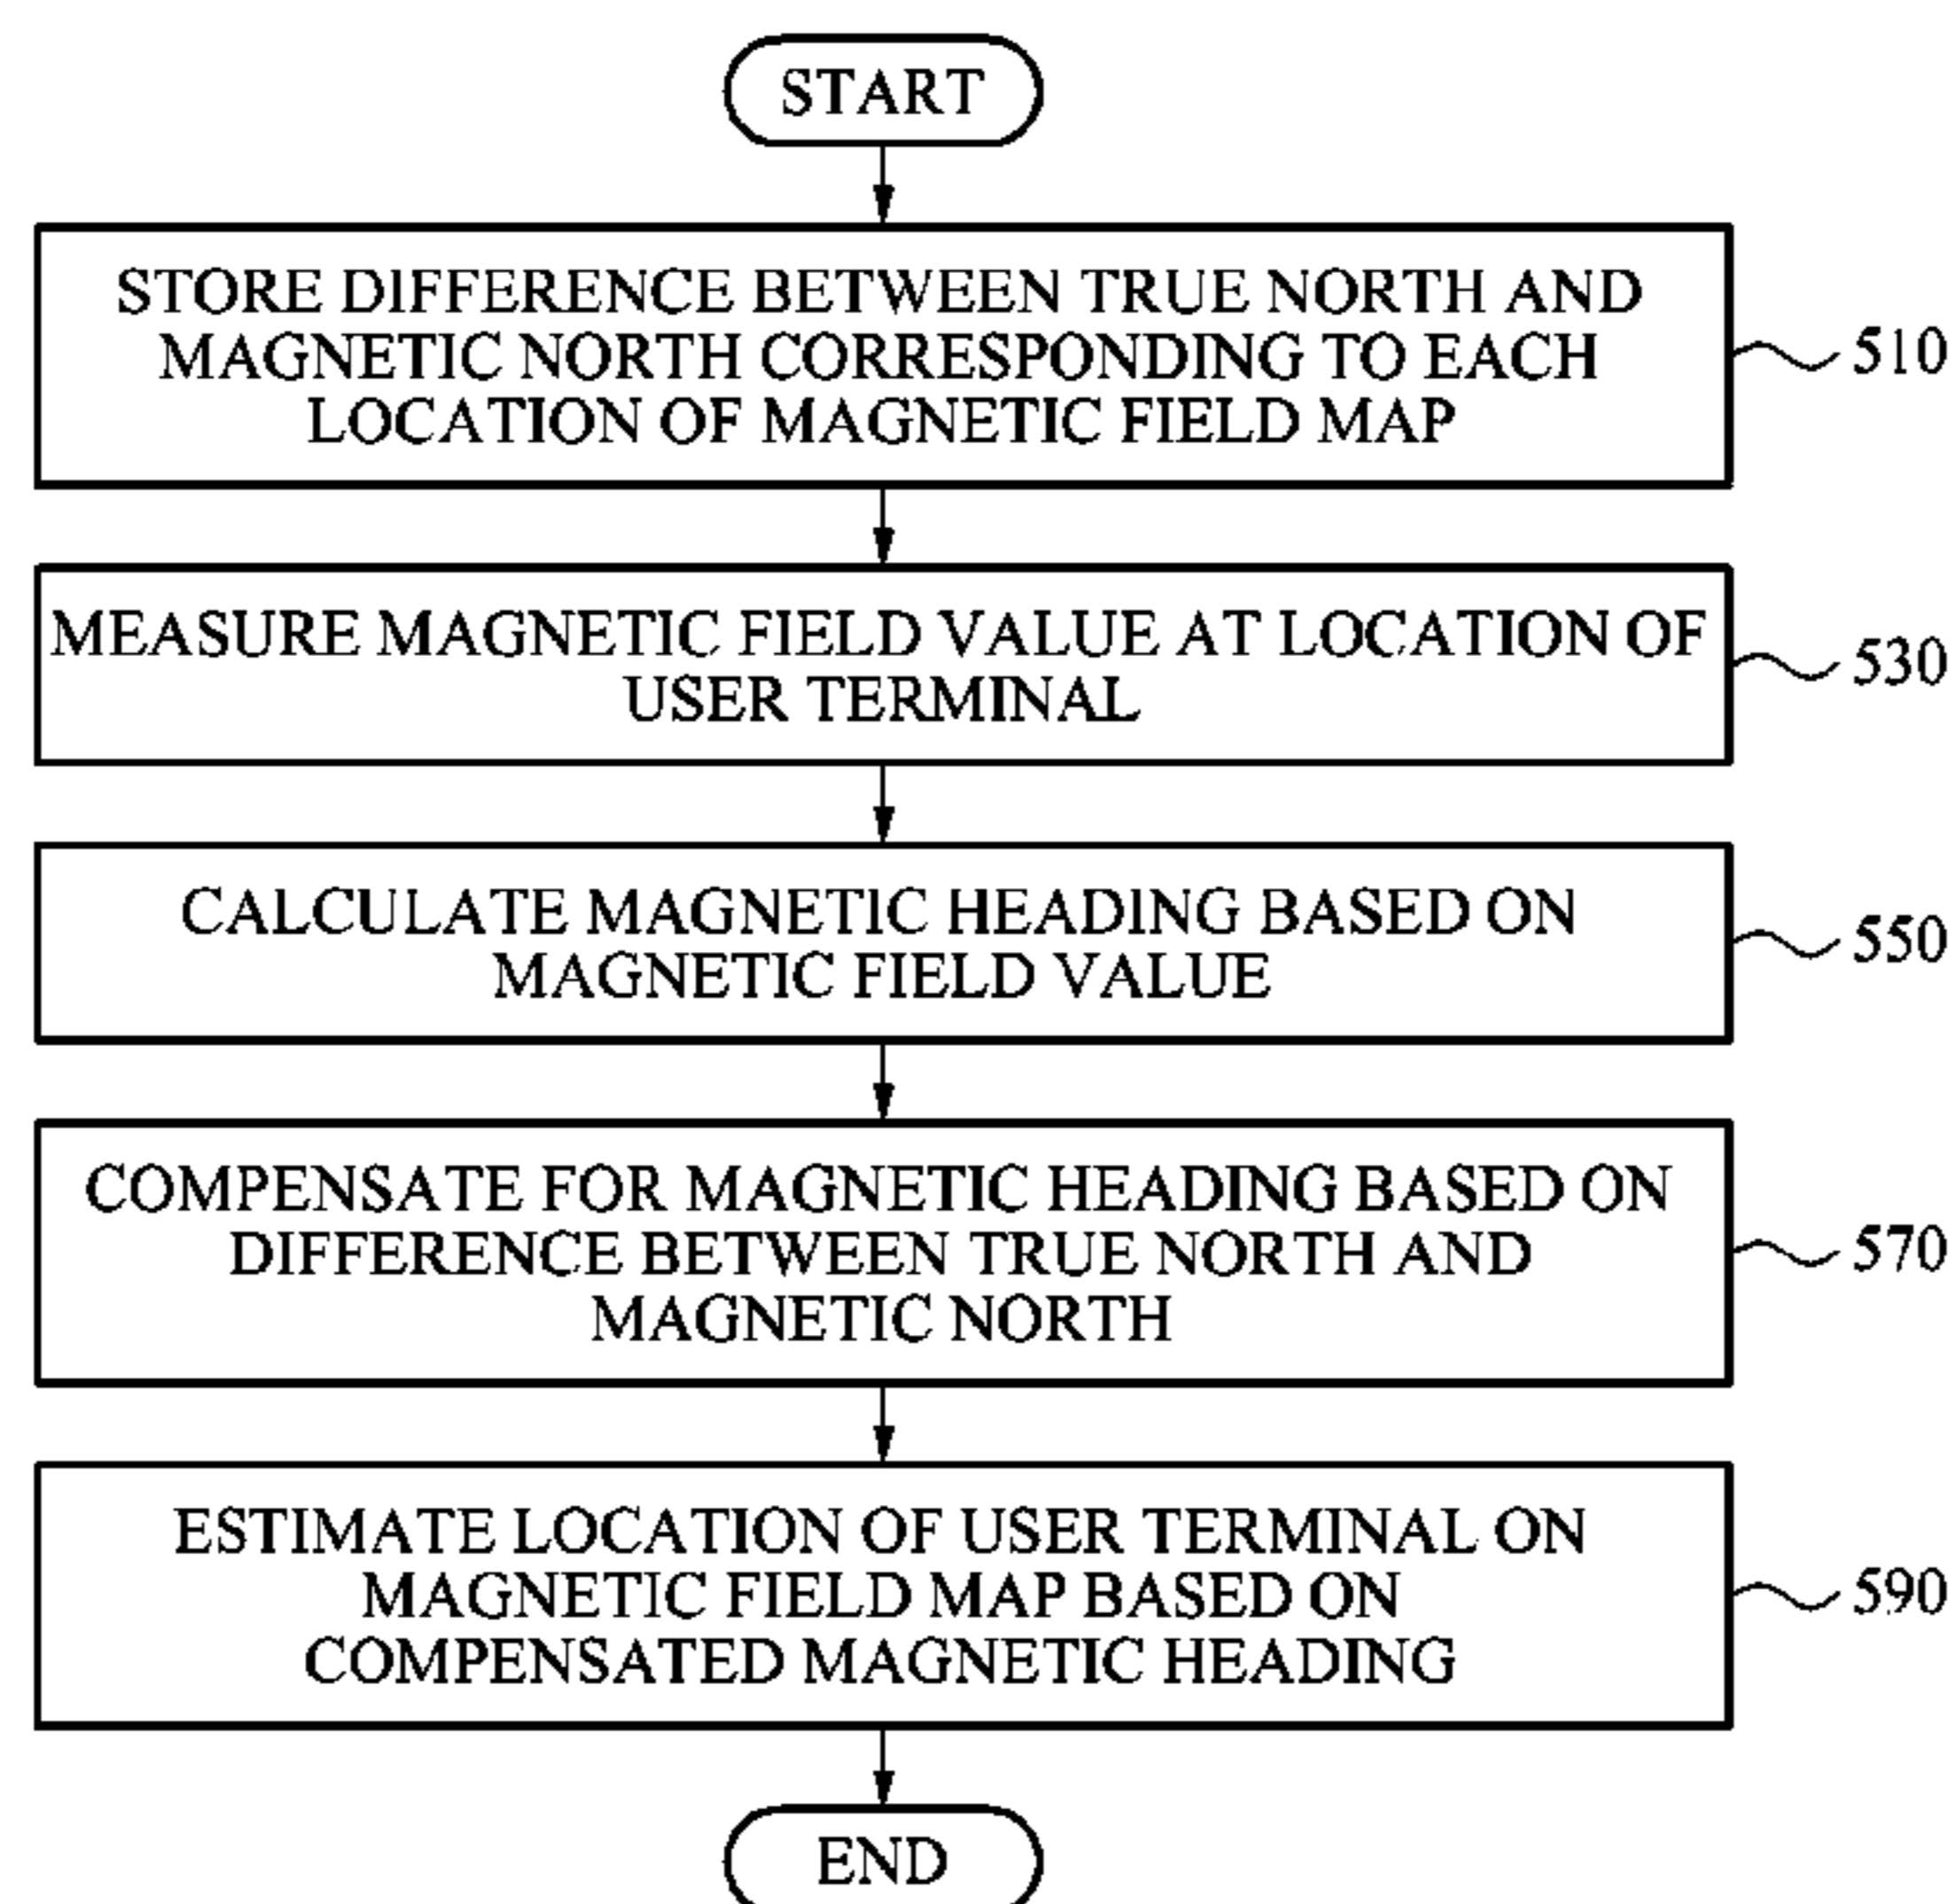 START
STORE DIFFERENCE BETWEEN TRUE NORTH AND
MAGNETIC NORTH CORRESPONDING TO EACH
LOCATION OF MAGNETIC FIELD MAP
510
MEASURE MAGNETIC FIELD VALUE AT LOCATION OF
USER TERMINAL
530
CALCULATE MAGNETIC HEADING BASED ON
MAGNETIC FIELD VALUE
550
COMPENSATE FOR MAGNETIC HEADING BASED ON
DIFFERENCE BETWEEN TRUE NORTH AND
MAGNETIC NORTH
570
ESTIMATE LOCATION OF USER TERMINAL ON
MAGNETIC FIELD MAP BASED ON
COMPENSATED MAGNETIC HEADING
590
END